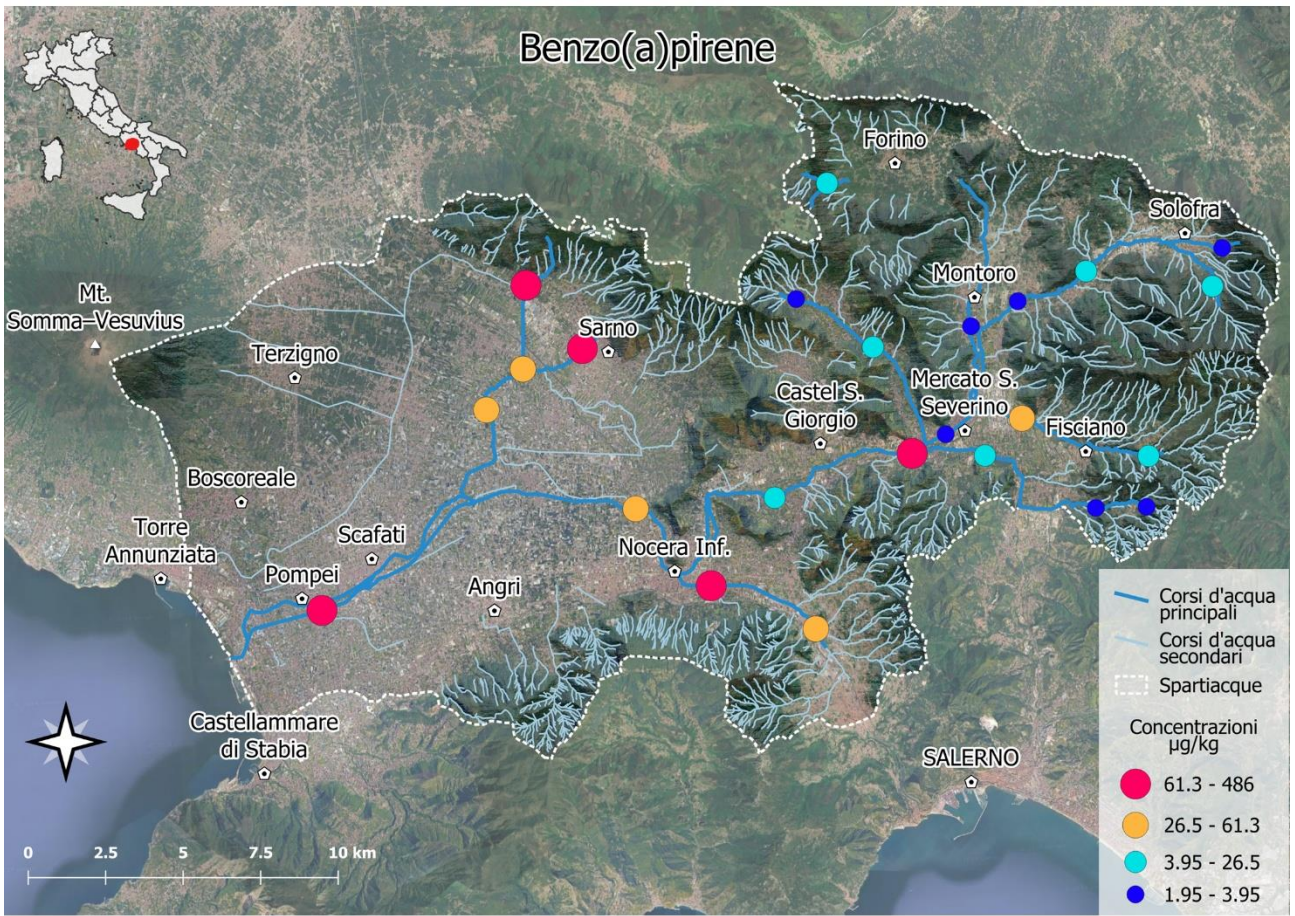 Benzo(a)pirene
Forino
Solofra
Montoro
Mt.
Somma–Vesuvius
Sarno
Terzigno
Castel S.
Giorgio
Mercato S.
Severino
Fisciano
Boscoreale
Torre
Annunziata
Scafati
Nocera Inf.
Pompei
Angri
Castellammare
di Stabia
SALERNO
Corsi d'acqua
principali
Corsi d'acqua
secondari
Spartiacque
Concentrazioni
µg/kg
61.3 - 486
26.5 - 61.3
3.95 - 26.5
1.95 - 3.95
0 2.5 5 7.5 10 km